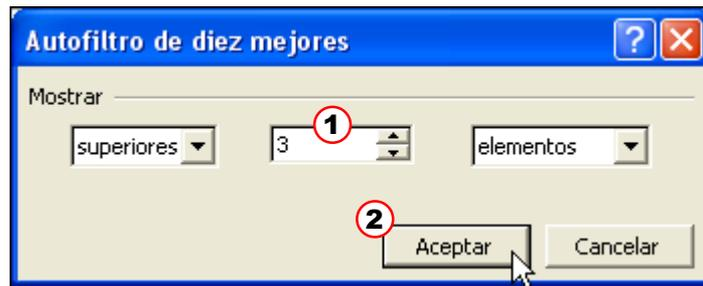 Autofiltro de diez mejores
?
Mostrar
1
superiores 3 elementos
2
Aceptar Cancelar